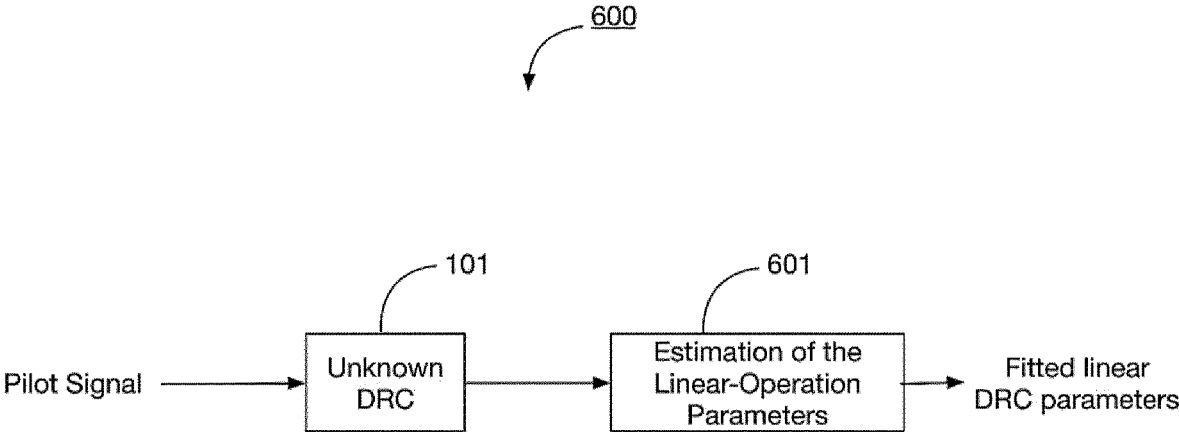 600
101
601
Pilot Signal
Unknown
DRC
Estimation of the
Linear-Operation
Parameters
Fitted linear
DRC parameters